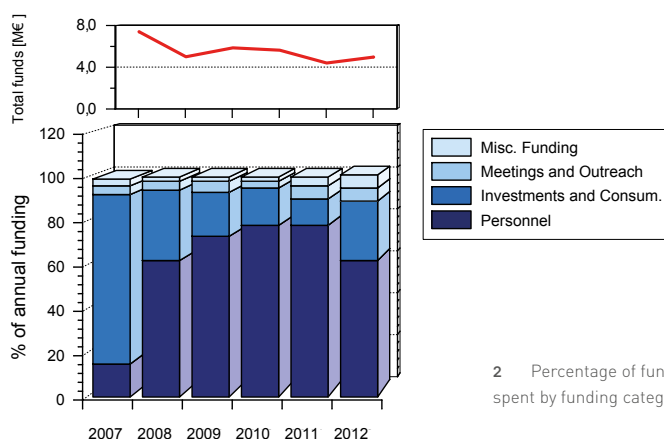 Total funds [M€]
8,0
4,0
0,0
% of annual funding
120
100
80
60
40
20
0
2007 2008 2009 2010 2011 2012
Misc. Funding
Meetings and Outreach
Investments and Consum.
Personnel
2 Percentage of
spent by funding